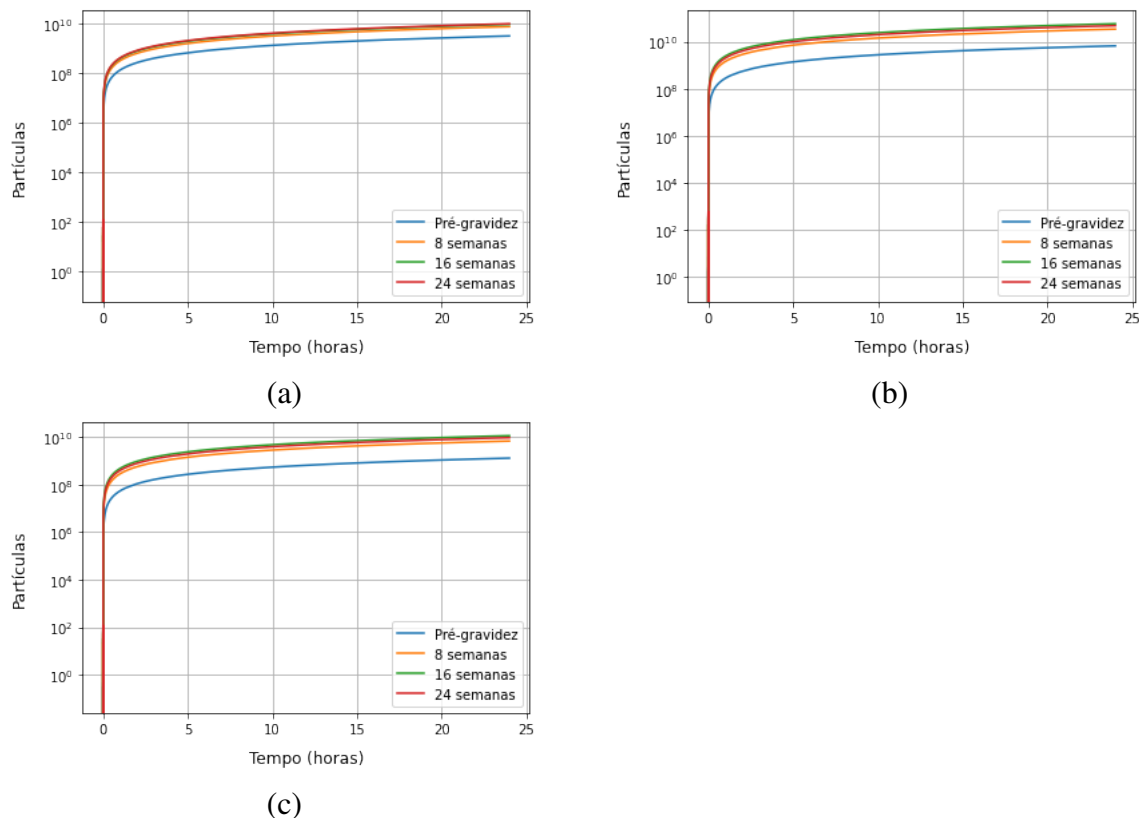 Partículas
10^10
10^8
10^6
10^4
10^2
10^0
Pré-gravidez
8 semanas
16 semanas
24 semanas
0 5 10 15 20 25
Tempo (horas)
(a)
Partículas
10^10
10^8
10^6
10^4
10^2
10^0
Pré-gravidez
8 semanas
16 semanas
24 semanas
0 5 10 15 20 25
Tempo (horas)
(b)
Partículas
10^10
10^8
10^6
10^4
10^2
10^0
Pré-gravidez
8 semanas
16 semanas
24 semanas
0 5 10 15 20 25
Tempo (horas)
(c)